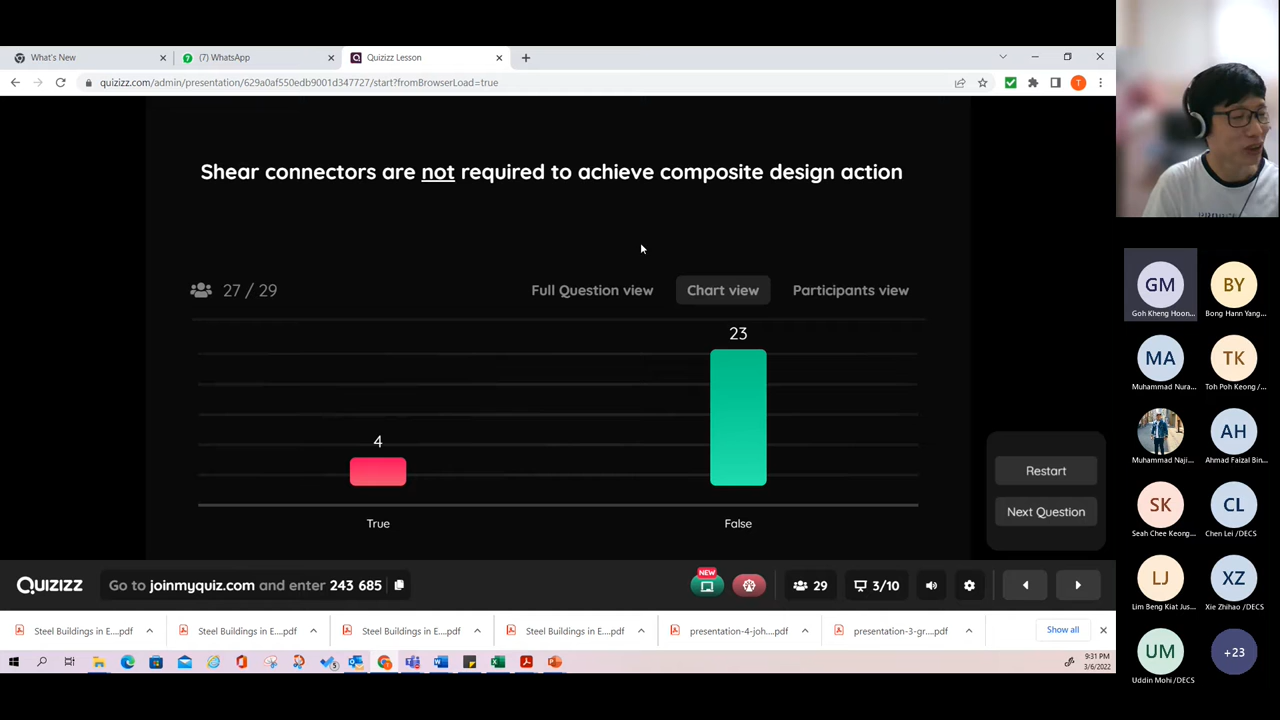 What's New
(7) WhatsApp
Quizizz Lesson
quizizz.com/admin/presentation/629a0af550edb9001d347727/start?fromBrowserLoad=true
T
Shear connectors are not required to achieve composite design action
27 / 29
Full Question view
Chart view
Participants view
23
4
True
False
Restart
Next Question
QUIZIZZ
Go to joinmyquiz.com and enter 243 685
NEW
29
3/10
Steel Buildings in E....pdf
Steel Buildings in E....pdf
Steel Buildings in E....pdf
Steel Buildings in E....pdf
presentation-4-joh....pdf
presentation-3-gr....pdf
Show all
9:31 PM
3/6/2022
GM
Goh Kheng Hoon...
BY
Bong Hann Yang...
MA
Muhammad Nura...
TK
Toh Poh Keong /...
Muhammad Naji...
AH
Ahmad Faizal Bin...
SK
Seah Chee Keong...
CL
Chen Lei /DECS
LJ
Lim Beng Kiat Jus...
XZ
Xie Zhihao /DECS
UM
Uddin Mohi /DECS
+23